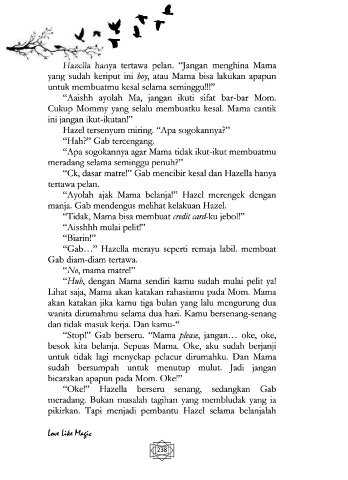 Hazella hanya tertawa pelan. “Jangan menghina Mama
yang sudah keriput ini boy, atau Mama bisa lakukan apapun
untuk membuatmu kesal selama seminggu!!!”
“Aaishh ayolah Ma, jangan ikuti sifat bar-bar Mom.
Cukup Mommy yang selalu membuatku kesal. Mama cantik
ini jangan ikut-ikutan!”
Hazel tersenyum miring. “Apa sogokannya?”
“Hah?” Gab tercengang.
“Apa sogokannya agar Mama tidak ikut-ikut membuatmu
meradang selama seminggu penuh?”
“Ck, dasar matre!” Gab mencibir kesal dan Hazella hanya
tertawa pelan.
“Ayolah ajak Mama belanja!” Hazel merengek dengan
manja. Gab mendengus melihat kelakuan Hazel.
“Tidak, Mama bisa membuat credit card-ku jebol!”
“Aisshhh mulai pelit!”
“Biarin!”
“Gab…” Hazella merayu seperti remaja labil. membuat
Gab diam-diam tertawa.
“No, mama matre!”
“Huh, dengan Mama sendiri kamu sudah mulai pelit ya!
Lihat saja, Mama akan katakan rahasiamu pada Mom. Mama
akan katakan jika kamu tiga bulan yang lalu mengurung dua
wanita dirumahmu selama dua hari. Kamu bersenang-senang
dan tidak masuk kerja. Dan kamu-”
“Stop!” Gab berseru. “Mama please, jangan… oke, oke,
besok kita belanja. Sepuas Mama. Oke, aku sudah berjanji
untuk tidak lagi menyekap pelacur dirumahku. Dan Mama
sudah bersumpah untuk menutup mulut. Jadi jangan
bicarakan apapun pada Mom. Oke!”
“Oke!” Hazella berseru senang, sedangkan Gab
meradang. Bukan masalah tagihan yang membludak yang ia
pikirkan. Tapi menjadi pembantu Hazel selama belanjalah
Love Like Magic
238